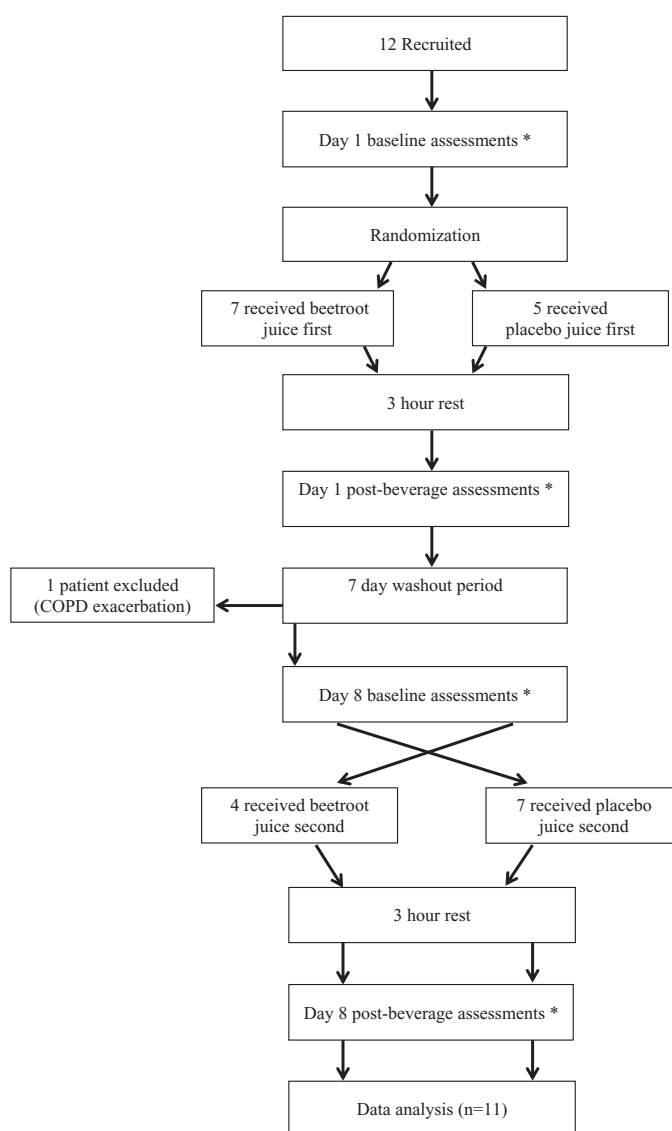 12 Recruited
Day 1 baseline assessments *
Randomization
7 received beetroot
juice first
5 received
placebo juice first
3 hour rest
Day 1 post-beverage assessments *
1 patient excluded
(COPD exacerbation)
7 day washout period
Day 8 baseline assessments *
4 received beetroot
juice second
7 received placebo
juice second
3 hour rest
Day 8 post-beverage assessments *
Data analysis (n=11)